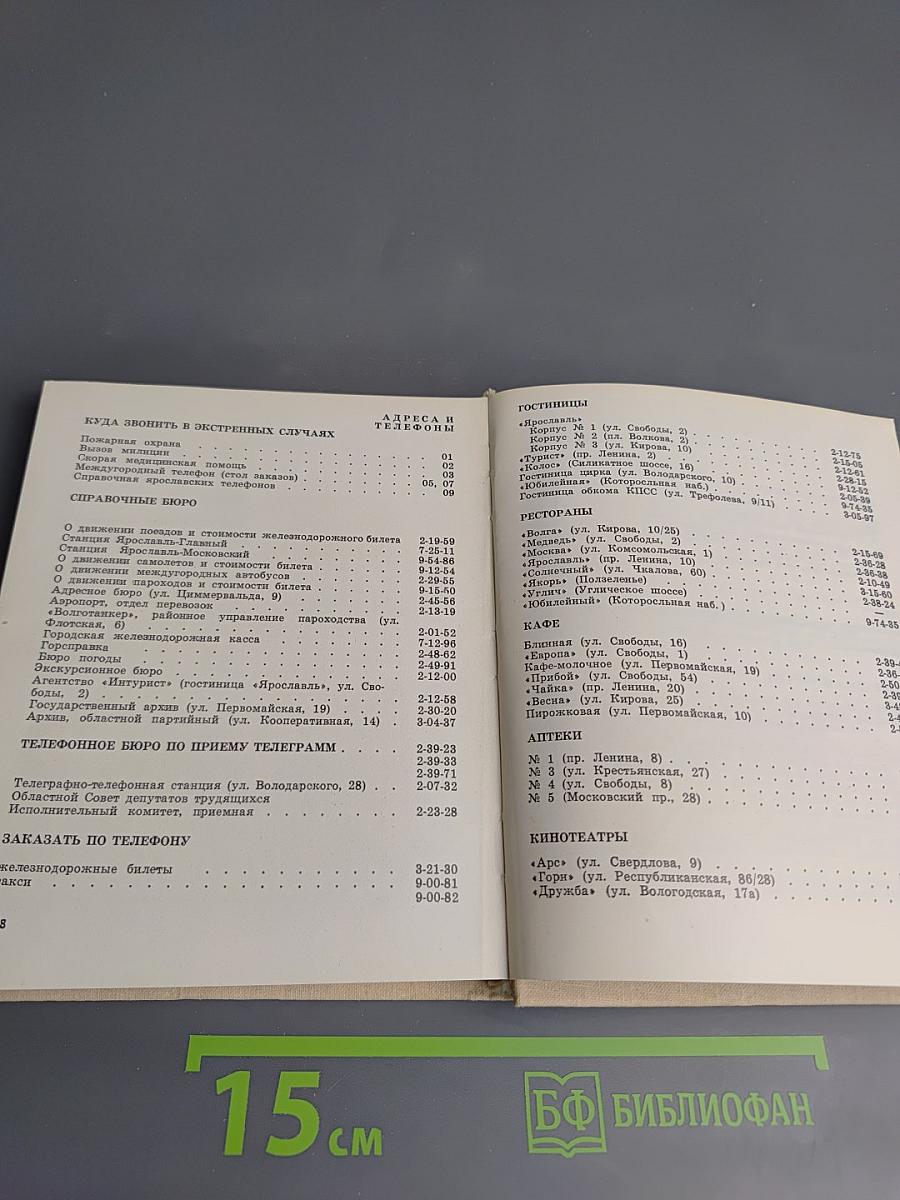 АДРЕСА И
ТЕЛЕФОНЫ
КУДА ЗВОНИТЬ В ЭКСТРЕННЫХ СЛУЧАЯХ
Пожарная охрана . . . . . . . . . . 01
Вызов милиции . . . . . . . . . . 02
Скорая медицинская помощь . . . . . . . . 03
Междугородный телефон (стол заказов) . . . . . 05, 07
Справочная ярославских телефонов . . . . . . 09
СПРАВОЧНЫЕ БЮРО
О движении поездов и стоимости железнодорожного билета 2-19-59
Станция Ярославль-Главный . . . . . . . . 7-25-11
Станция Ярославль-Московский . . . . . . . 9-54-86
О движении самолетов и стоимости билета . . . . 9-12-54
О движении междугородных автобусов . . . . . 2-29-55
О движении пароходов и стоимости билета . . . . 9-15-50
Адресное бюро (ул. Циммервальда, 9) . . . . . 2-45-56
Аэропорт, отдел перевозок . . . . . . . . 2-13-19
«Волготанкер», районное управление пароходства (ул.
Флотская, 6) . . . . . . . . . . 2-01-52
Городская железнодорожная касса . . . . . . 7-12-96
Горсправка . . . . . . . . . . 2-48-62
Бюро погоды . . . . . . . . . . 2-49-91
Экскурсионное бюро . . . . . . . . . 2-12-00
Агентство «Интурист» (гостиница «Ярославль», ул. Сво-
боды, 2) . . . . . . . . . . 2-12-58
Государственный архив (ул. Первомайская, 19) . . . . 2-30-20
Архив, областной партийный (ул. Кооперативная, 14) . 3-04-37
ТЕЛЕФОННОЕ БЮРО ПО ПРИЕМУ ТЕЛЕГРАММ . . . . 2-39-23
2-39-33
2-39-71
Телеграфно-телефонная станция (ул. Володарского, 28) . . 2-07-32
Областной Совет депутатов трудящихся
Исполнительный комитет, приемная . . . . . . . 2-23-28
ЗАКАЗАТЬ ПО ТЕЛЕФОНУ
железнодорожные билеты . . . . . . . . . 3-21-30
акси . . . . . . . . . . . . 9-00-81
9-00-82
8
ГОСТИНИЦЫ
«Ярославль»
Корпус № 1 (ул. Свободы, 2) . . . . . . . 2-12-75
Корпус № 2 (пл. Волкова, 2) . . . . . . . 2-15-05
Корпус № 3 (ул. Кирова, 10) . . . . . . . 2-12-61
«Турист» (пр. Ленина, 2) . . . . . . . . 2-28-15
«Колос» (Силикатное шоссе, 16) . . . . . . . 9-12-52
Гостиница цирка (ул. Володарского, 10) . . . . . 2-05-39
«Юбилейная» (Которосльная наб.) . . . . . . 9-74-35
Гостиница обкома КПСС (ул. Трефолева, 9/11) . . . 3-05-97
РЕСТОРАНЫ
«Волга» (ул. Кирова, 10/25) . . . . . . . 2-15-69
«Медведь» (ул. Свободы, 2) . . . . . . . 2-36-28
«Москва» (ул. Комсомольская, 1) . . . . . . 2-36-38
«Ярославль» (пр. Ленина, 10) . . . . . . . 2-10-49
«Солнечный» (ул. Чкалова, 60) . . . . . . . 3-15-60
«Якорь» (Ползеленье) . . . . . . . . 2-38-24
«Углич» (Углическое шоссе) . . . . . . . —
«Юбилейный» (Которосльная наб.) . . . . . . 9-74-35
КАФЕ
Блинная (ул. Свободы, 16) . . . . . . . 2-39-
«Европа» (ул. Свободы, 1) . . . . . . . 2-36-
Кафе-молочное (ул. Первомайская, 19) . . . . . 2-50
«Прибой» (ул. Свободы, 54) . . . . . . . 2-39
«Чайка» (пр. Ленина, 20) . . . . . . .
«Весна» (ул. Кирова, 25) . . . . . . .
Пирожковая (ул. Первомайская, 10) . . . . . .
АПТЕКИ
№ 1 (пр. Ленина, 8) . . . . . . . .
№ 3 (ул. Крестьянская, 27) . . . . . . .
№ 4 (ул. Свободы, 8) . . . . . . . .
№ 5 (Московский пр., 28) . . . . . . . .
КИНОТЕАТРЫ
«Арс» (ул. Свердлова, 9) . . . . . . . .
«Горн» (ул. Республиканская, 86/28) . . . . . .
«Дружба» (ул. Вологодская, 17а) . . . . . . .
15 см
БФ БИБЛИОФАН